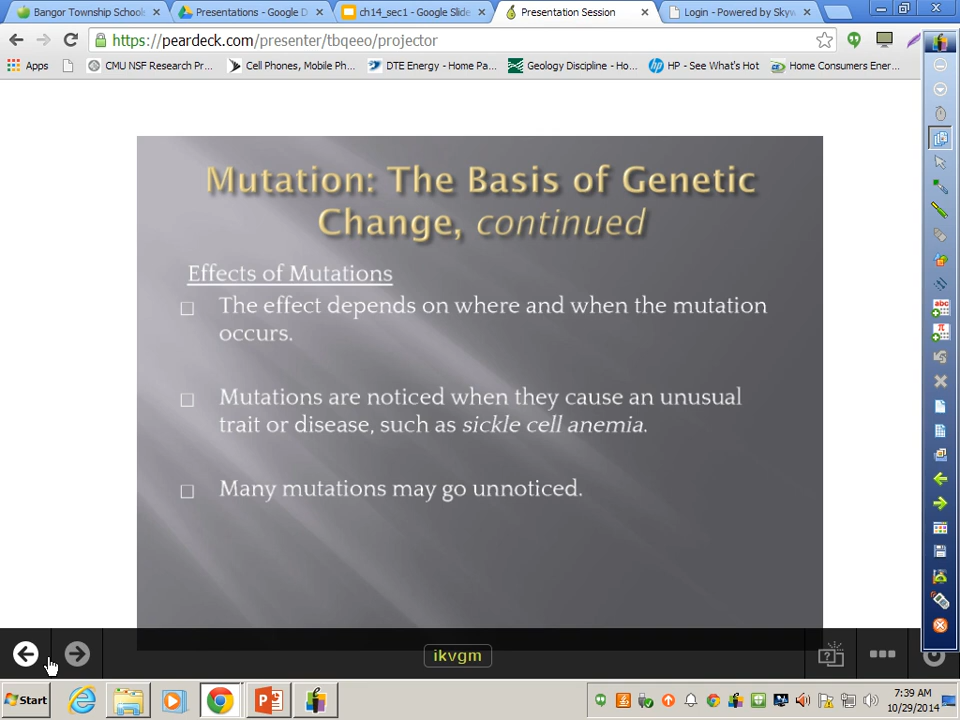 Bangor Township Schools
Presentations - Google D
ch14_sec1 - Google Slide
Presentation Session
Login - Powered by Skyw
https://peardeck.com/presenter/tbqeeo/projector
Apps
CMU NSF Research Pr...
Cell Phones, Mobile Ph...
DTE Energy - Home Pa...
Geology Discipline - Ho...
HP - See What's Hot
Home Consumers Ener...
Mutation: The Basis of Genetic
Change, continued
Effects of Mutations
The effect depends on where and when the mutation
occurs.
Mutations are noticed when they cause an unusual
trait or disease, such as sickle cell anemia.
Many mutations may go unnoticed.
abc
π
ikvgm
Start
7:39 AM
10/29/2014